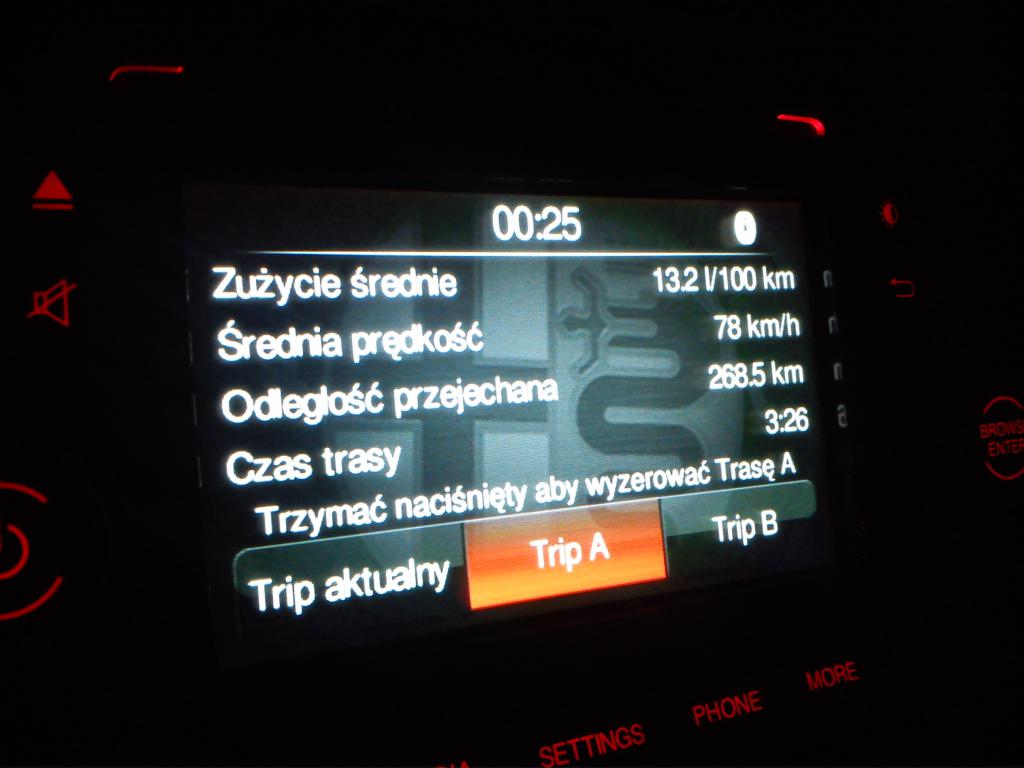 00:25
Zużycie średnie 13.2 l/100 km
Średnia prędkość 78 km/h
Odległość przejechana 268.5 km
Czas trasy 3:26
Trzymać naciśnięty aby wyzerować Trasę A
Trip aktualny Trip A Trip B
BROWSE
ENTER
SETTINGS PHONE MORE